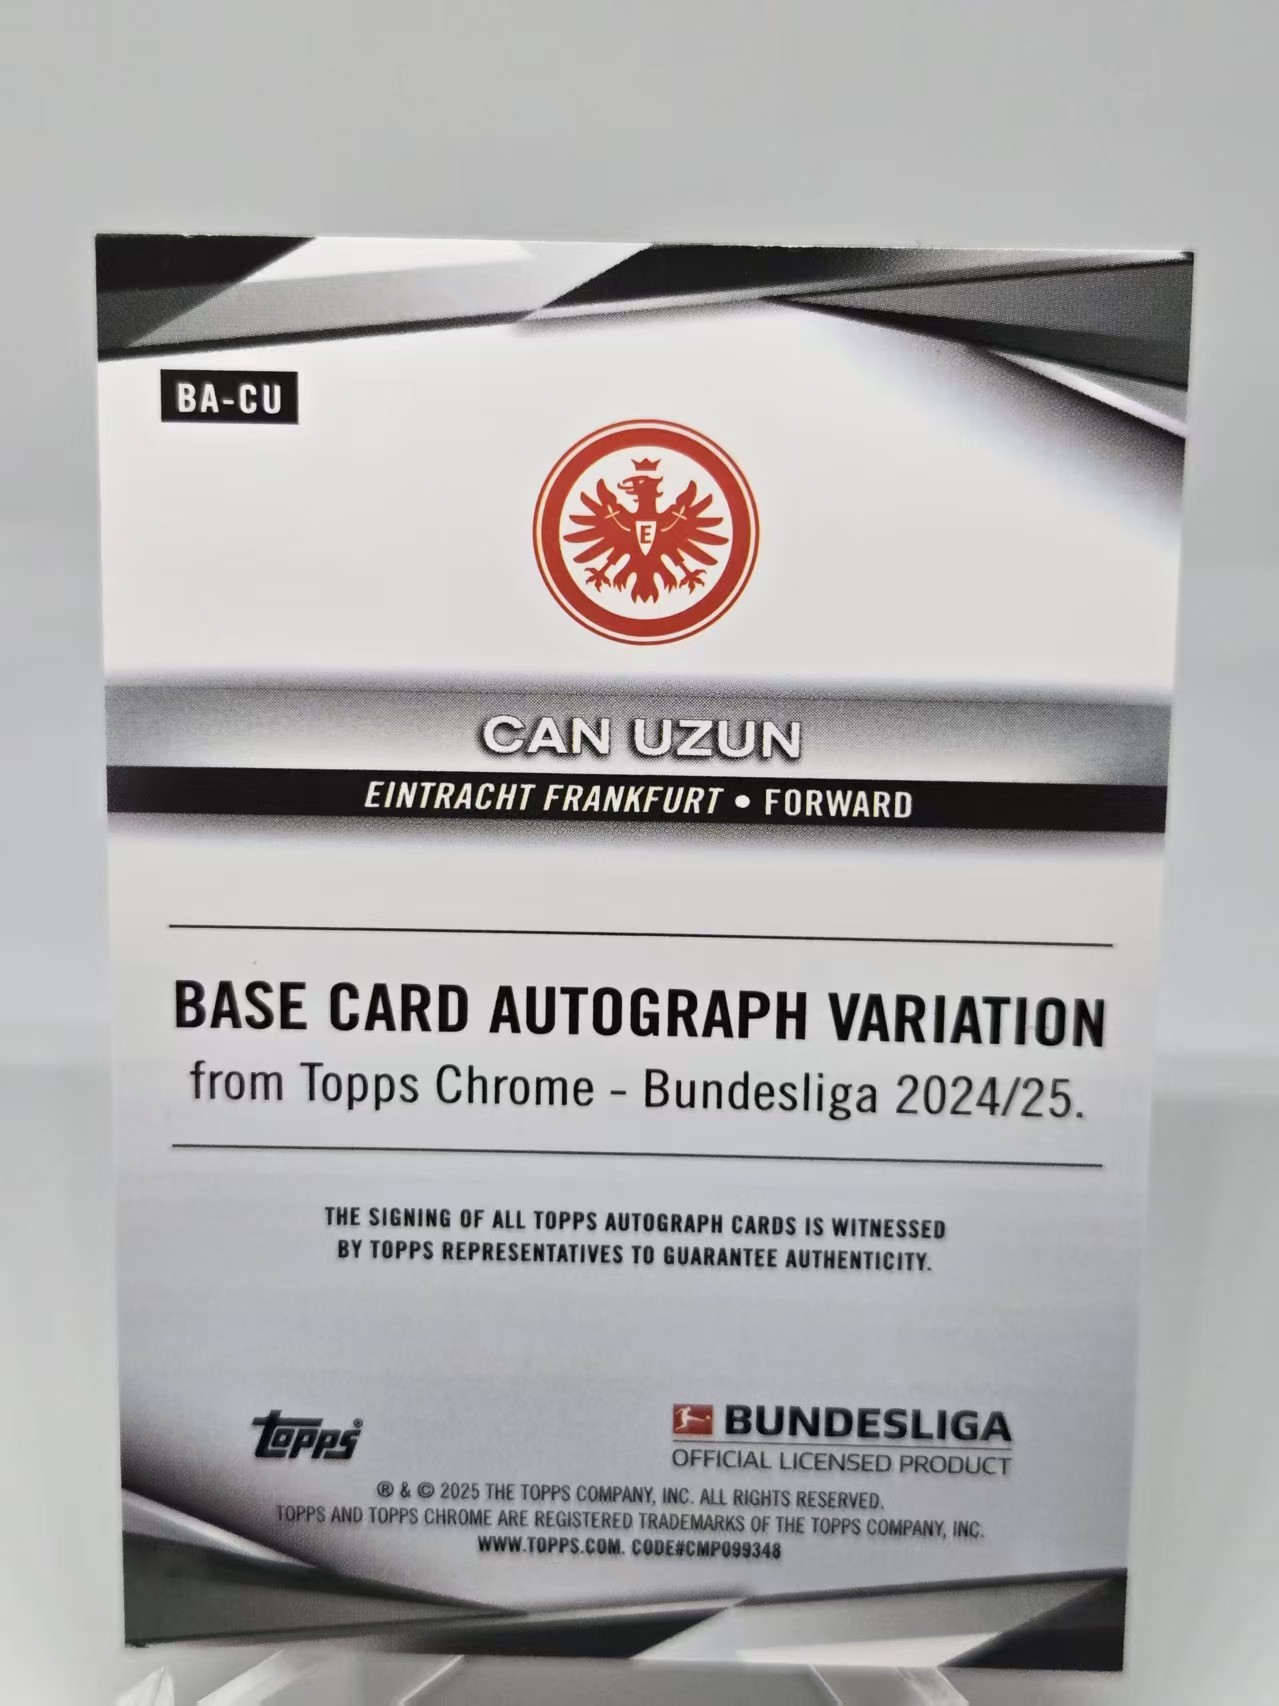 BA-CU
E
CAN UZUN
EINTRACHT FRANKFURT • FORWARD
BASE CARD AUTOGRAPH VARIATION
from Topps Chrome - Bundesliga 2024/25.
THE SIGNING OF ALL TOPPS AUTOGRAPH CARDS IS WITNESSED
BY TOPPS REPRESENTATIVES TO GUARANTEE AUTHENTICITY.
topps®
BUNDESLIGA
OFFICIAL LICENSED PRODUCT
® & © 2025 THE TOPPS COMPANY, INC. ALL RIGHTS RESERVED.
TOPPS AND TOPPS CHROME ARE REGISTERED TRADEMARKS OF THE TOPPS COMPANY, INC.
WWW.TOPPS.COM. CODE#CMP099348